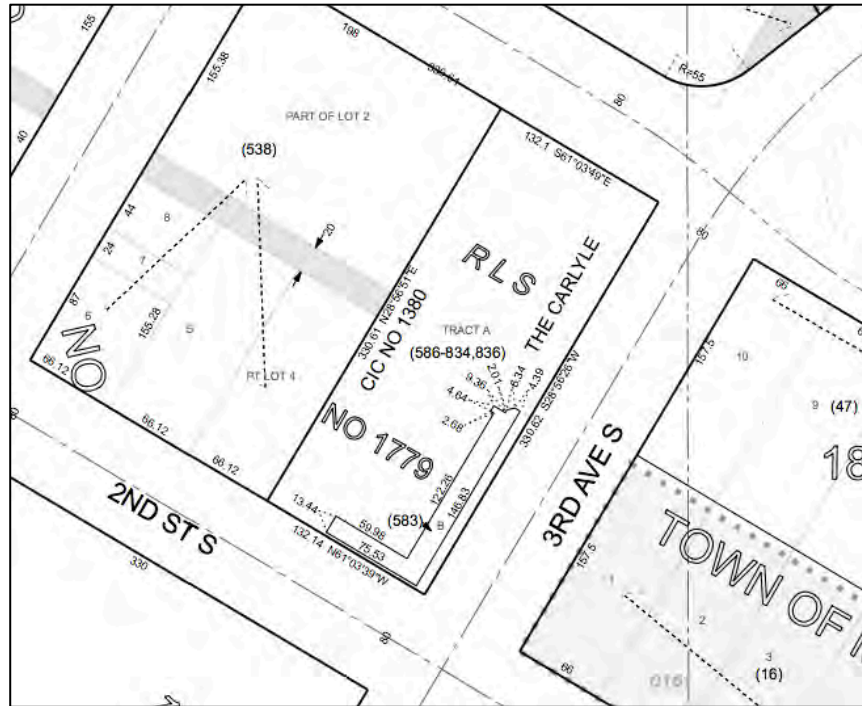 155
40
155.38
198
339.64
PART OF LOT 2
(538)
20
8
44
24
7
87
6
155.28
5
NO
66.12
RT LOT 4
66.12
66.12
R=55
80
132.1 S61°03'49"E
80
RLS
THE CARLYLE
330.61 N28°56'51"E
CIC NO 1380
TRACT A
(586-834,836)
2.01
9.36
6.34
4.64
4.39
2.68
330.62 S28°56'26"W
NO 1779
122.26
146.83
13.44
59.98
(583)
B
75.53
132.14 N61°03'39"W
2ND ST S
3RD AVE S
330
80
80
66
157.5
10
9
(47)
18
157.5
TOWN OF
1
2
3
(16)
66